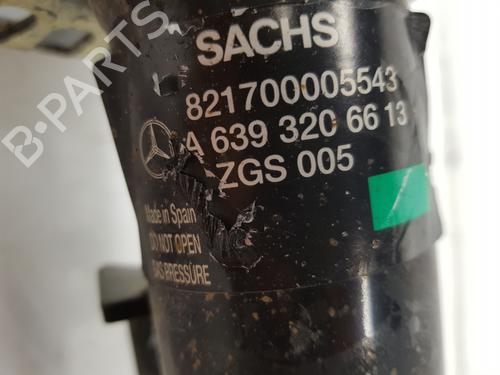 SACHS
821700005543
A 639 320 66 13
ZGS 005
Made in Spain
DO NOT OPEN
GAS PRESSURE
B-PARTS